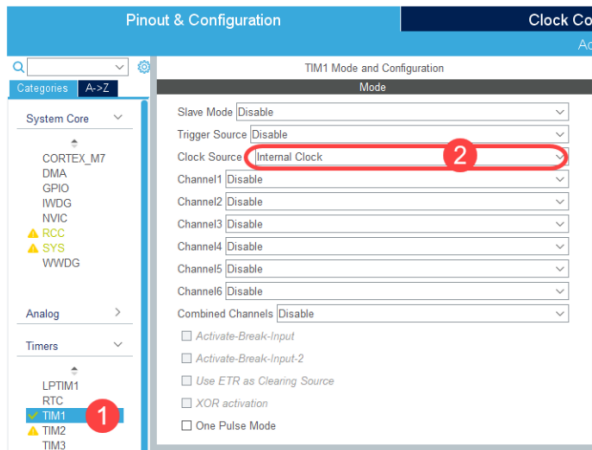 Pinout & Configuration
Clock Co
Ad
TIM1 Mode and Configuration
Categories
A->Z
Mode
System Core
CORTEX_M7
DMA
GPIO
IWDG
NVIC
RCC
SYS
WWDG
Analog
Timers
LPTIM1
RTC
TIM1
1
TIM2
TIM3
Slave Mode Disable
Trigger Source Disable
Clock Source Internal Clock
2
Channel1 Disable
Channel2 Disable
Channel3 Disable
Channel4 Disable
Channel5 Disable
Channel6 Disable
Combined Channels Disable
Activate-Break-Input
Activate-Break-Input-2
Use ETR as Clearing Source
XOR activation
One Pulse Mode